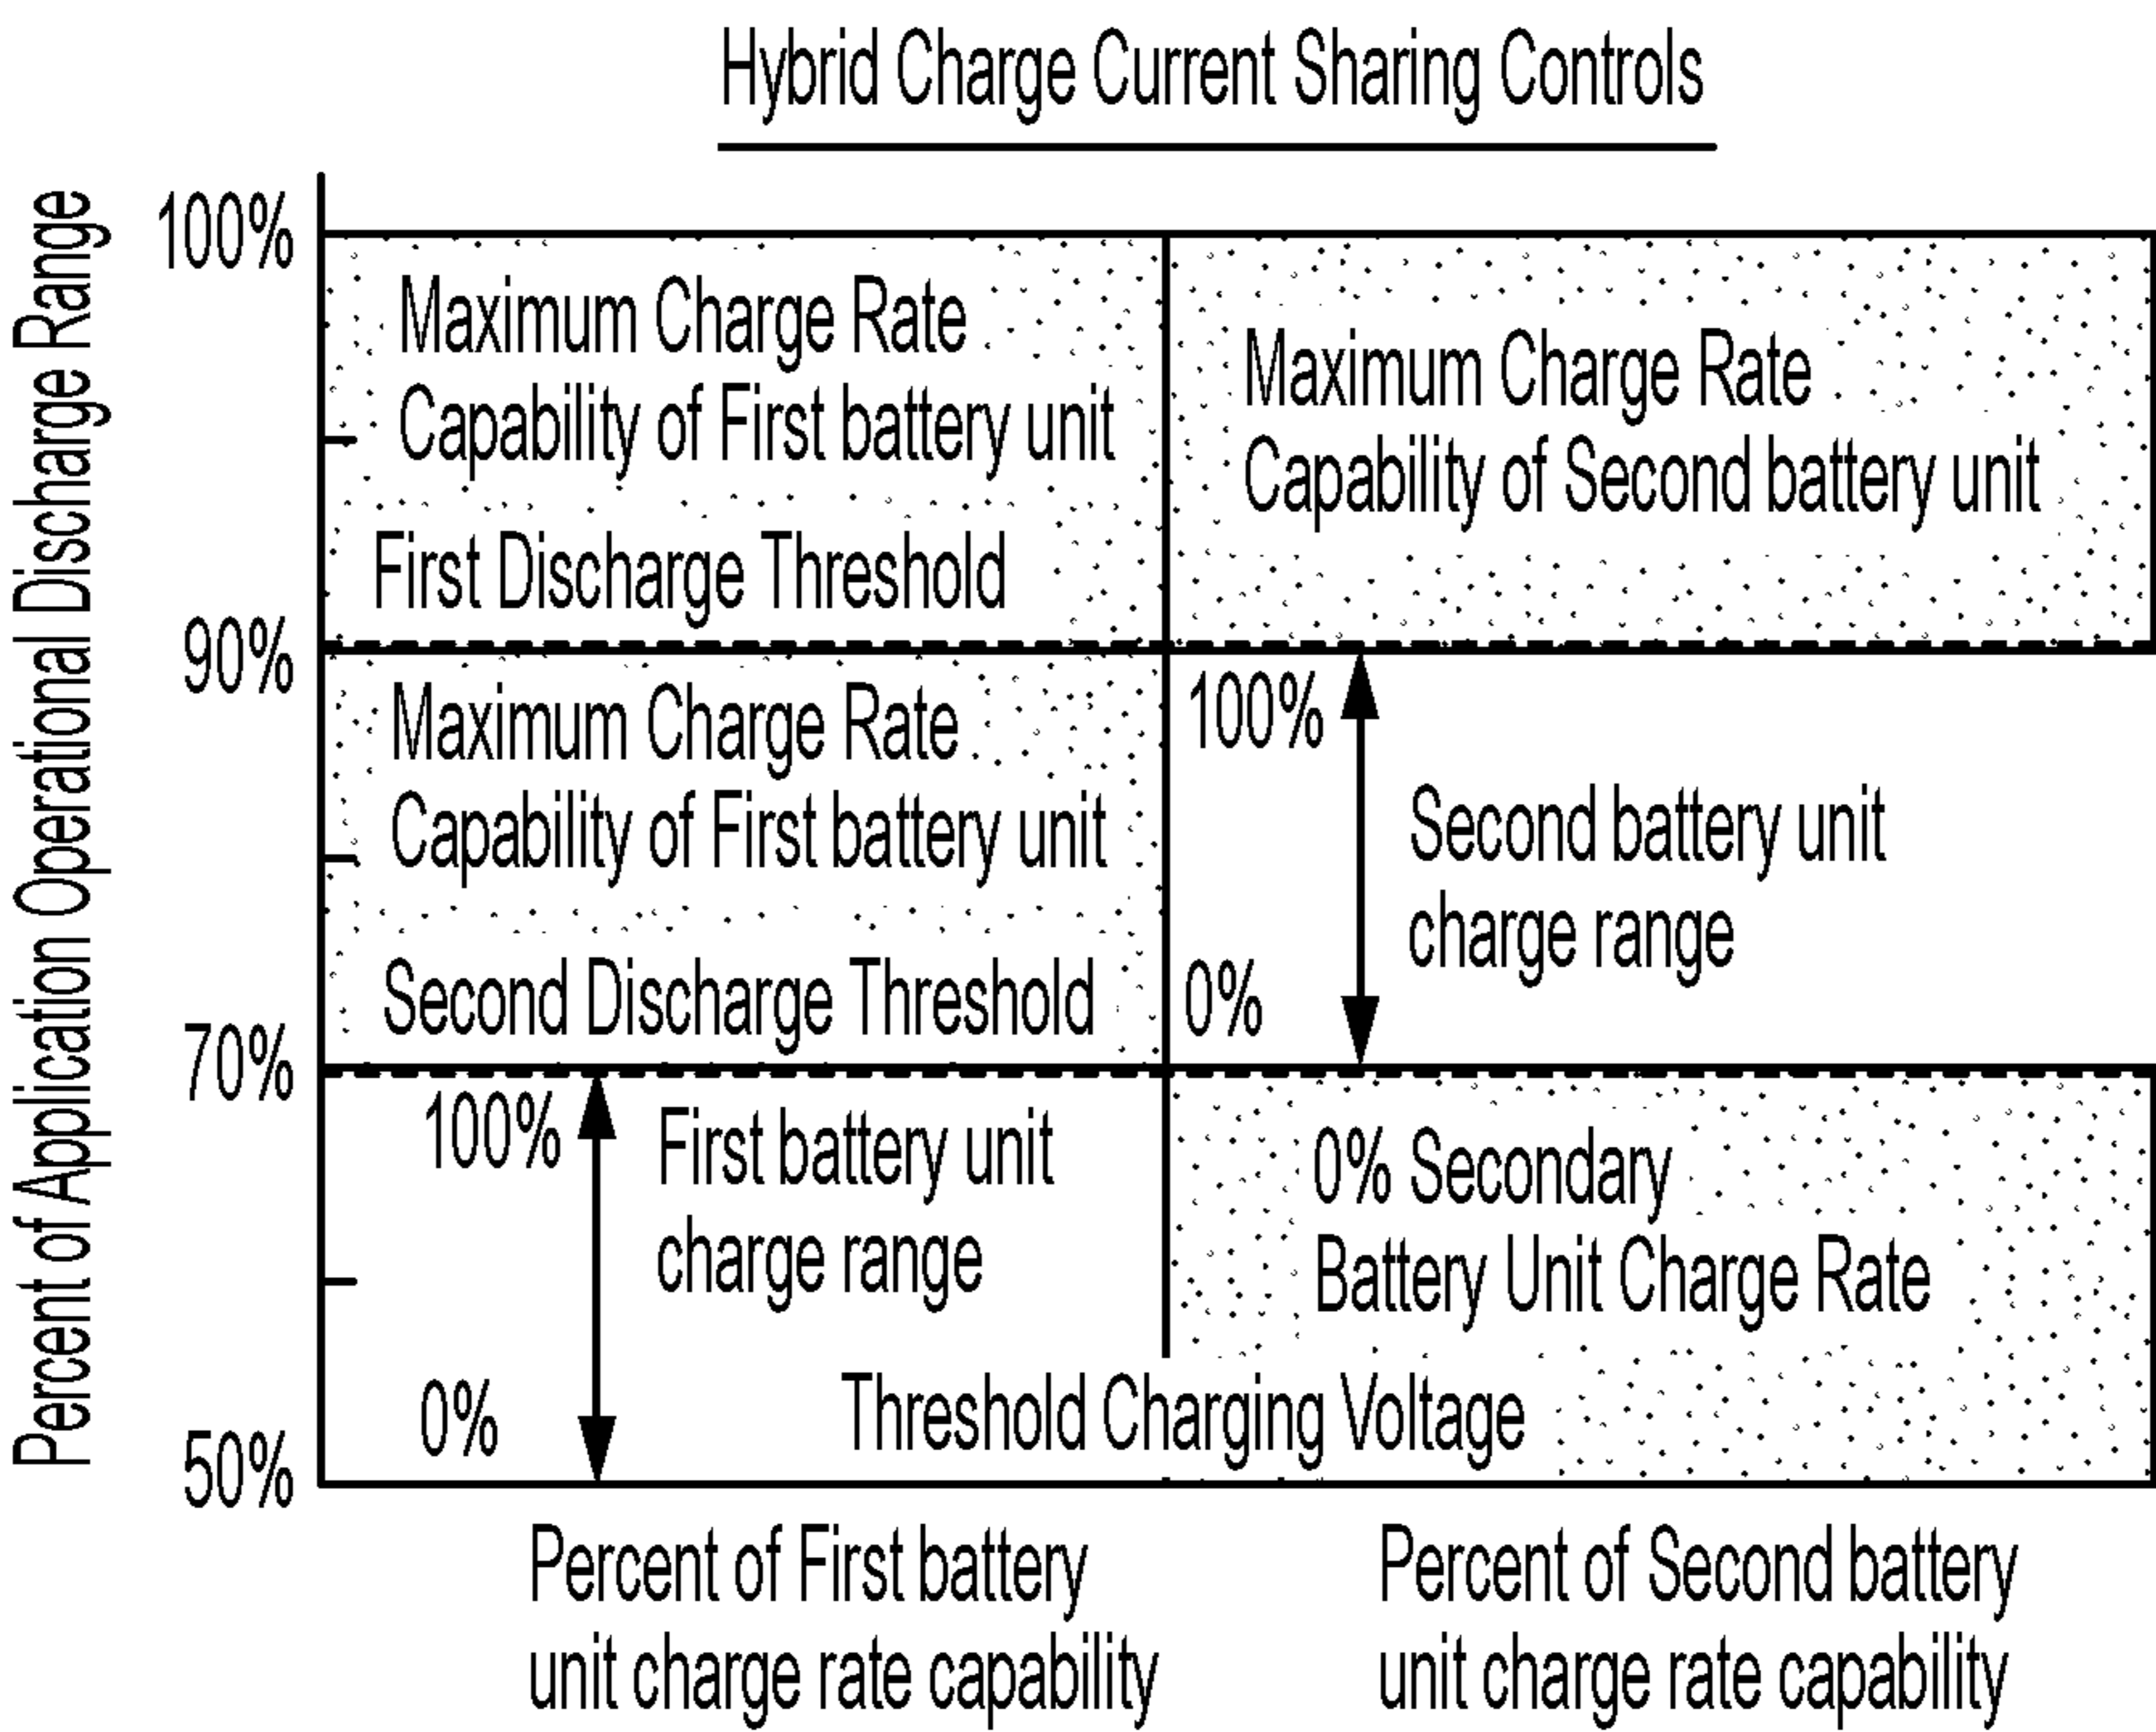 Hybrid Charge Current Sharing Controls
Percent of Application Operational Discharge Range
100%
Maximum Charge Rate
Capability of First battery unit
First Discharge Threshold
Maximum Charge Rate
Capability of Second battery unit
90%
Maximum Charge Rate
Capability of First battery unit
Second Discharge Threshold
100%
Second battery unit
charge range
0%
70%
100%
First battery unit
charge range
0%
0% Secondary
Battery Unit Charge Rate
Threshold Charging Voltage
50%
Percent of First battery
unit charge rate capability
Percent of Second battery
unit charge rate capability